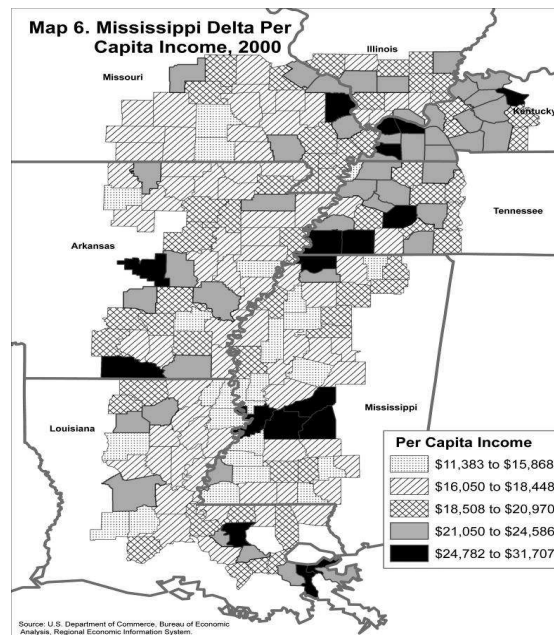 Map 6. Mississippi Delta Per
Capita Income, 2000
Illinois
Missouri
Kentucky
Tennessee
Arkansas
Mississippi
Louisiana
Per Capita Income
$11,383 to $15,868
$16,050 to $18,448
$18,508 to $20,970
$21,050 to $24,586
$24,782 to $31,707
Source: U.S. Department of Commerce, Bureau of Economic
Analysis, Regional Economic Information System.